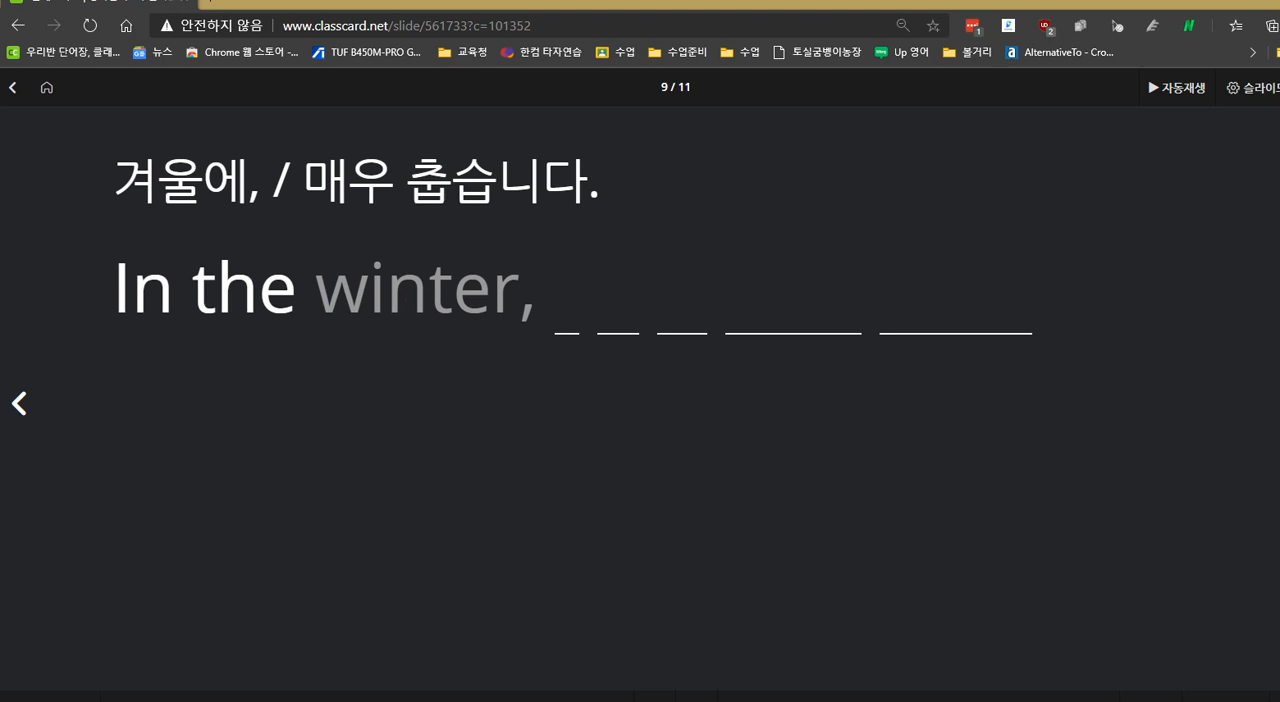 안전하지 않음 www.classcard.net/slide/561733?c=101352
우리반 단어장, 클래... 뉴스 Chrome 웹 스토어 -... TUF B450M-PRO G... 교육청 한컴 타자연습 수업 수업준비 수업 토실굼벵이농장 Up 영어 볼거리 AlternativeTo - Cro...
9 / 11 자동재생 슬라이드
겨울에, / 매우 춥습니다.
In the winter,